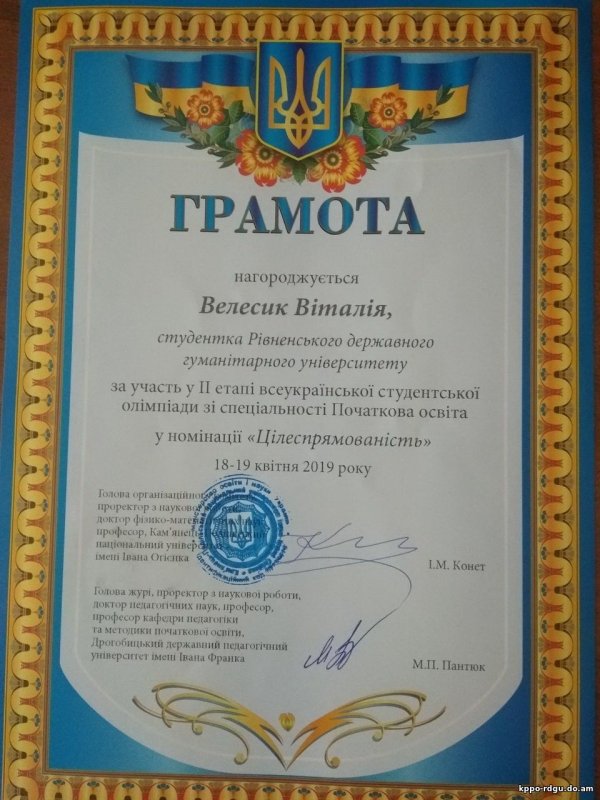 ГРАМОТА
нагороджується
Велесик Віталія,
студентка Рівненського державного
гуманітарного університету
за участь у ІІ етапі всеукраїнської студентської
олімпіади зі спеціальності Початкова освіта
у номінації «Цілеспрямованість»
18-19 квітня 2019 року
Голова організаційного
проректор з наукової роботи,
доктор фізико-мате
професор, Кам'янець
національний університет
імені Івана Огієнка
І.М. Конет
Голова журі, проректор з наукової роботи,
доктор педагогічних наук, професор,
професор кафедри педагогіки
та методики початкової освіти,
Дрогобицький державний педагогічний
університет імені Івана Франка
М.П. Пантюк
kppo-rdgu.do.am